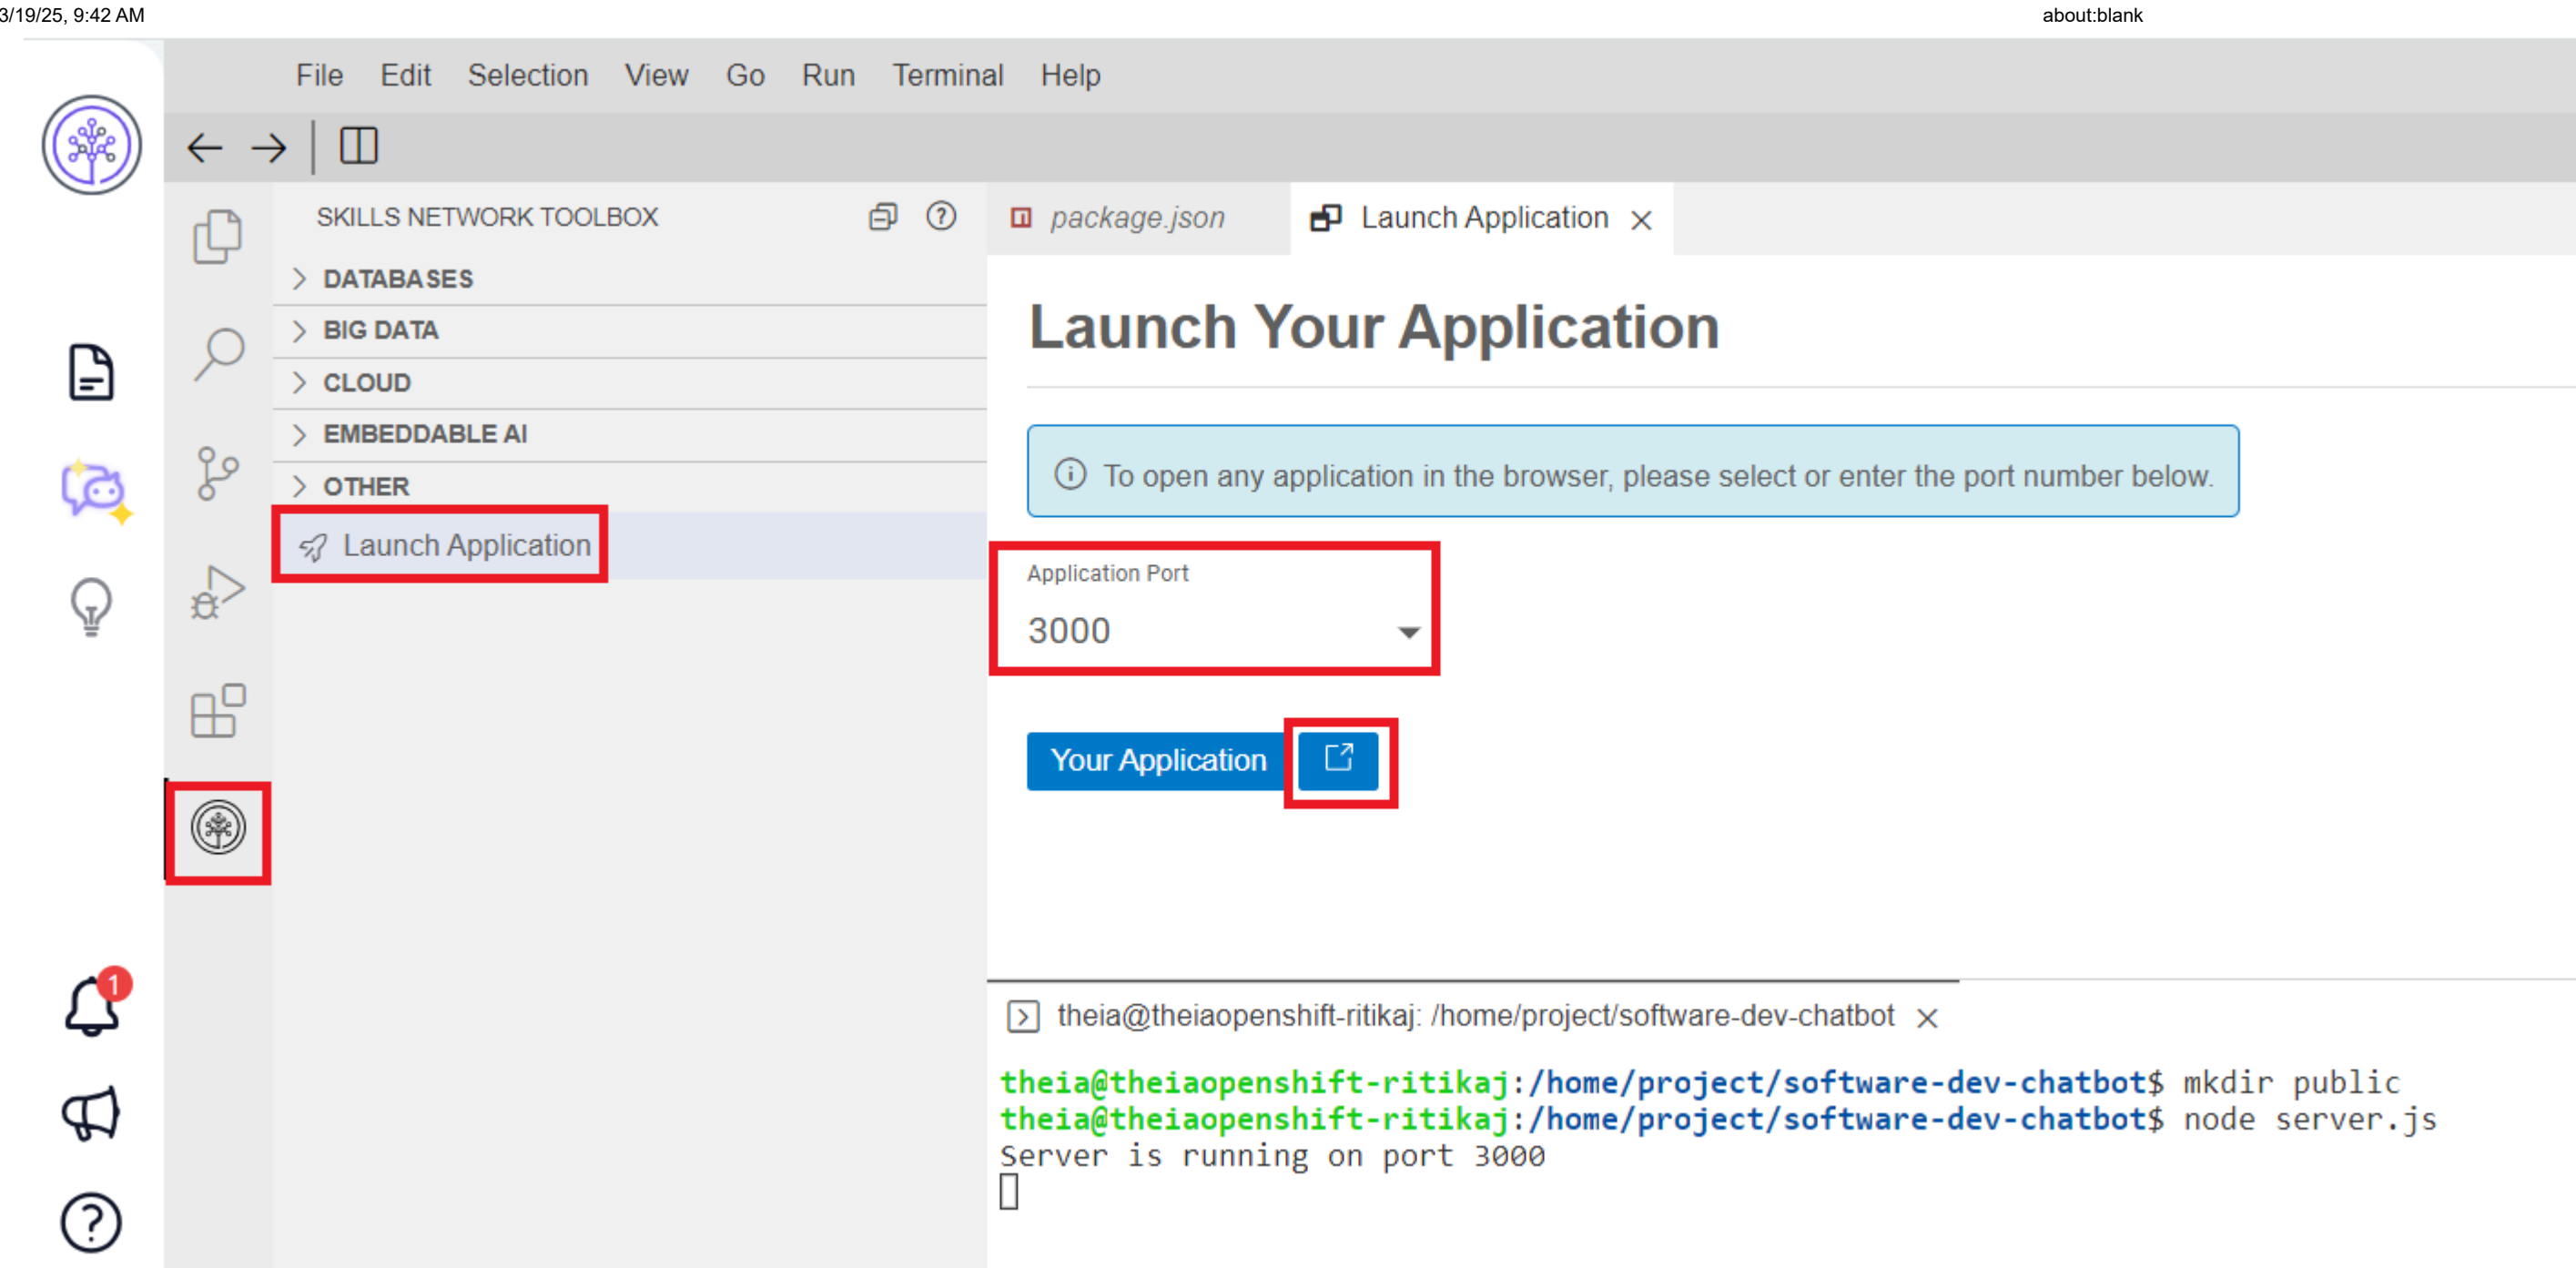 3/19/25, 9:42 AM
about:blank
File Edit Selection View Go Run Terminal Help
SKILLS NETWORK TOOLBOX
DATABASES
BIG DATA
CLOUD
EMBEDDABLE AI
OTHER
Launch Application
package.json
Launch Application
Launch Your Application
To open any application in the browser, please select or enter the port number below.
Application Port
3000
Your Application
1
theia@theiaopenshift-ritikaj: /home/project/software-dev-chatbot
theia@theiaopenshift-ritikaj:/home/project/software-dev-chatbot$ mkdir public
theia@theiaopenshift-ritikaj:/home/project/software-dev-chatbot$ node server.js
Server is running on port 3000